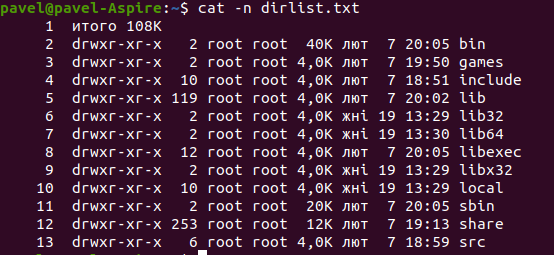 pavel@pavel-Aspire:~$ cat -n dirlist.txt
     1  итого 108K
     2  drwxr-xr-x   2 root root  40K лют  7 20:05 bin
     3  drwxr-xr-x   2 root root 4,0K лют  7 19:50 games
     4  drwxr-xr-x  10 root root 4,0K лют  7 18:51 include
     5  drwxr-xr-x 119 root root 4,0K лют  7 20:02 lib
     6  drwxr-xr-x   2 root root 4,0K жні 19 13:29 lib32
     7  drwxr-xr-x   2 root root 4,0K жні 19 13:30 lib64
     8  drwxr-xr-x  12 root root 4,0K лют  7 20:05 libexec
     9  drwxr-xr-x   2 root root 4,0K жні 19 13:29 libx32
    10  drwxr-xr-x  10 root root 4,0K жні 19 13:29 local
    11  drwxr-xr-x   2 root root  20K лют  7 20:05 sbin
    12  drwxr-xr-x 253 root root  12K лют  7 19:13 share
    13  drwxr-xr-x   6 root root 4,0K лют  7 18:59 src